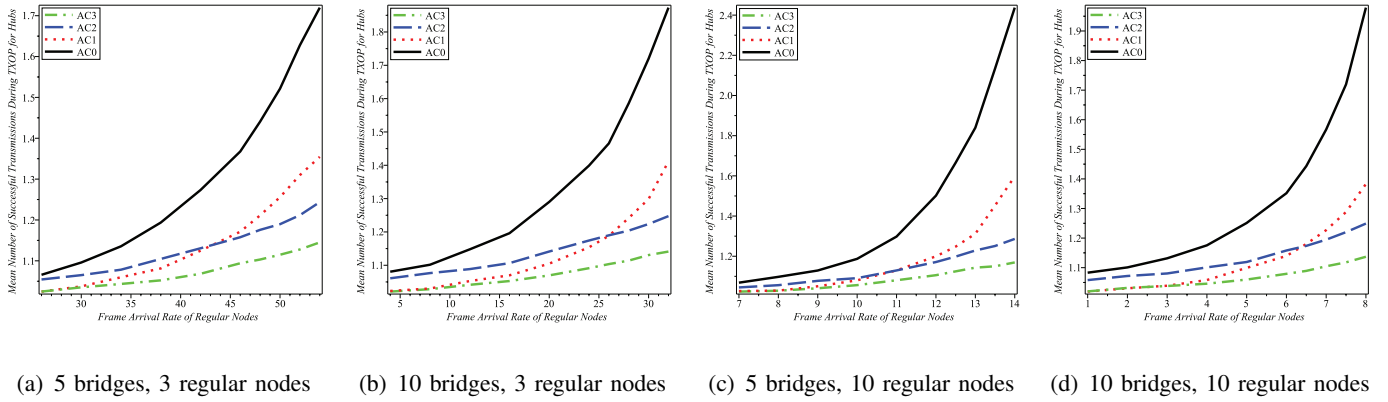 Mean Number of Successful Transmissions During TXOP for Hubs
1.7
1.6
1.5
1.4
1.3
1.2
1.1
AC3
AC2
AC1
AC0
30 35 40 45 50
Frame Arrival Rate of Regular Nodes
(a) 5 bridges, 3 regular nodes
Mean Number of Successful Transmissions During TXOP for Hubs
1.8
1.7
1.6
1.5
1.4
1.3
1.2
1.1
AC3
AC2
AC1
AC0
5 10 15 20 25 30
Frame Arrival Rate of Regular Nodes
(b) 10 bridges, 3 regular nodes
Mean Number of Successful Transmissions During TXOP for Hubs
2.4
2.2
2.0
1.8
1.6
1.4
1.2
AC3
AC2
AC1
AC0
7 8 9 10 11 12 13 14
Frame Arrival Rate of Regular Nodes
(c) 5 bridges, 10 regular nodes
Mean Number of Successful Transmissions During TXOP for Hubs
1.9
1.8
1.7
1.6
1.5
1.4
1.3
1.2
1.1
AC3
AC2
AC1
AC0
1 2 3 4 5 6 7 8
Frame Arrival Rate of Regular Nodes
(d) 10 bridges, 10 regular nodes